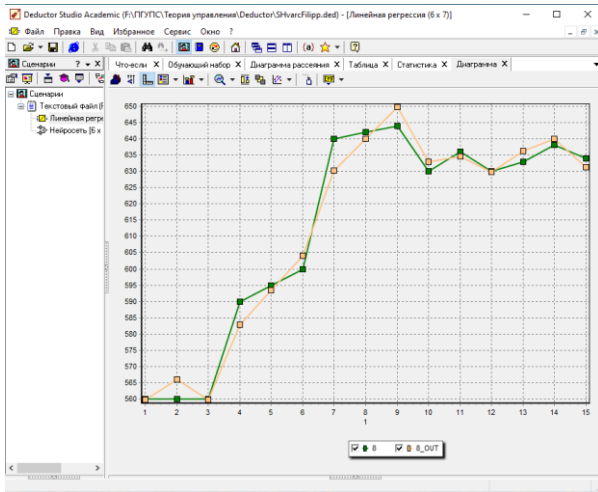 Deductor Studio Academic (F:\ПГУПС\Теория управления\Deductor\SHvarcFilipp.ded) - [Линейная регрессия (6 x 7)]
Файл Правка Вид Избранное Сервис Окно ?
Сценарии ? Что-если X Обучающий набор X Диаграмма рассеяния X Таблица X Статистика X Диаграмма X
Сценарии
Текстовый файл (F
Линейная регре
Нейросеть [6 x
650
645
640
635
630
625
620
615
610
605
600
595
590
585
580
575
570
565
560
1 2 3 4 5 6 7 8 9 10 11 12 13 14 15
1
8 8_OUT